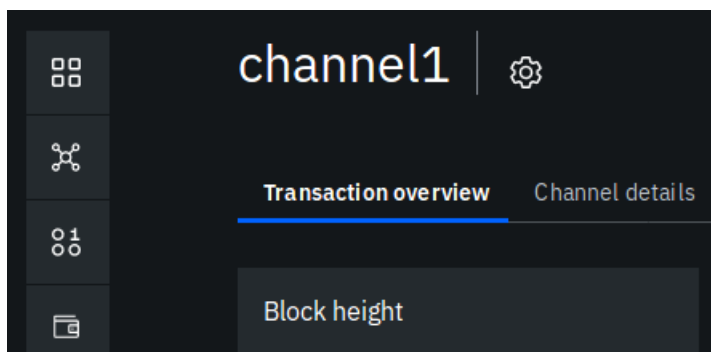 channel1
Transaction overview
Channel details
Block height